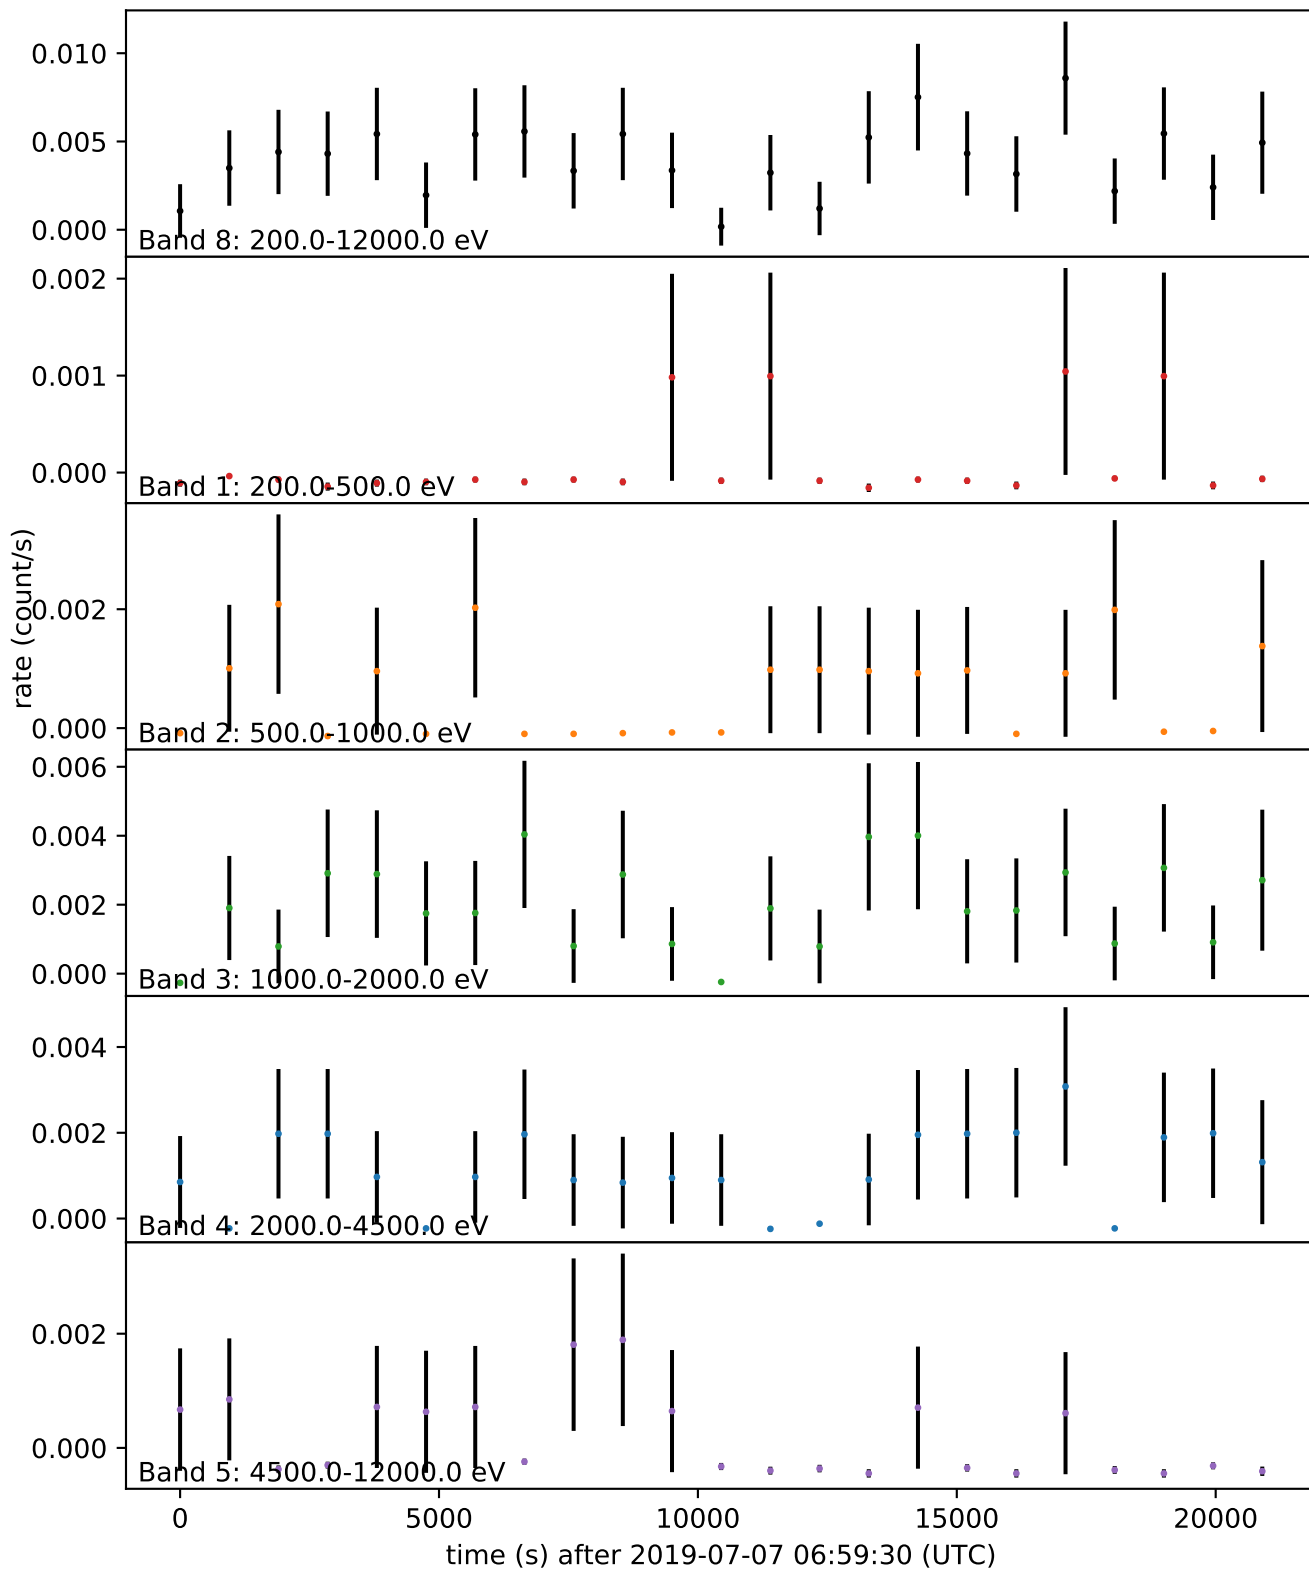 0.010
0.005
0.000
Band 8: 200.0-12000.0 eV
0.002
0.001
0.000
Band 1: 200.0-500.0 eV
rate (count/s)
0.002
0.000
Band 2: 500.0-1000.0 eV
0.006
0.004
0.002
0.000
Band 3: 1000.0-2000.0 eV
0.004
0.002
0.000
Band 4: 2000.0-4500.0 eV
0.002
0.000
Band 5: 4500.0-12000.0 eV
0 5000 10000 15000 20000
time (s) after 2019-07-07 06:59:30 (UTC)